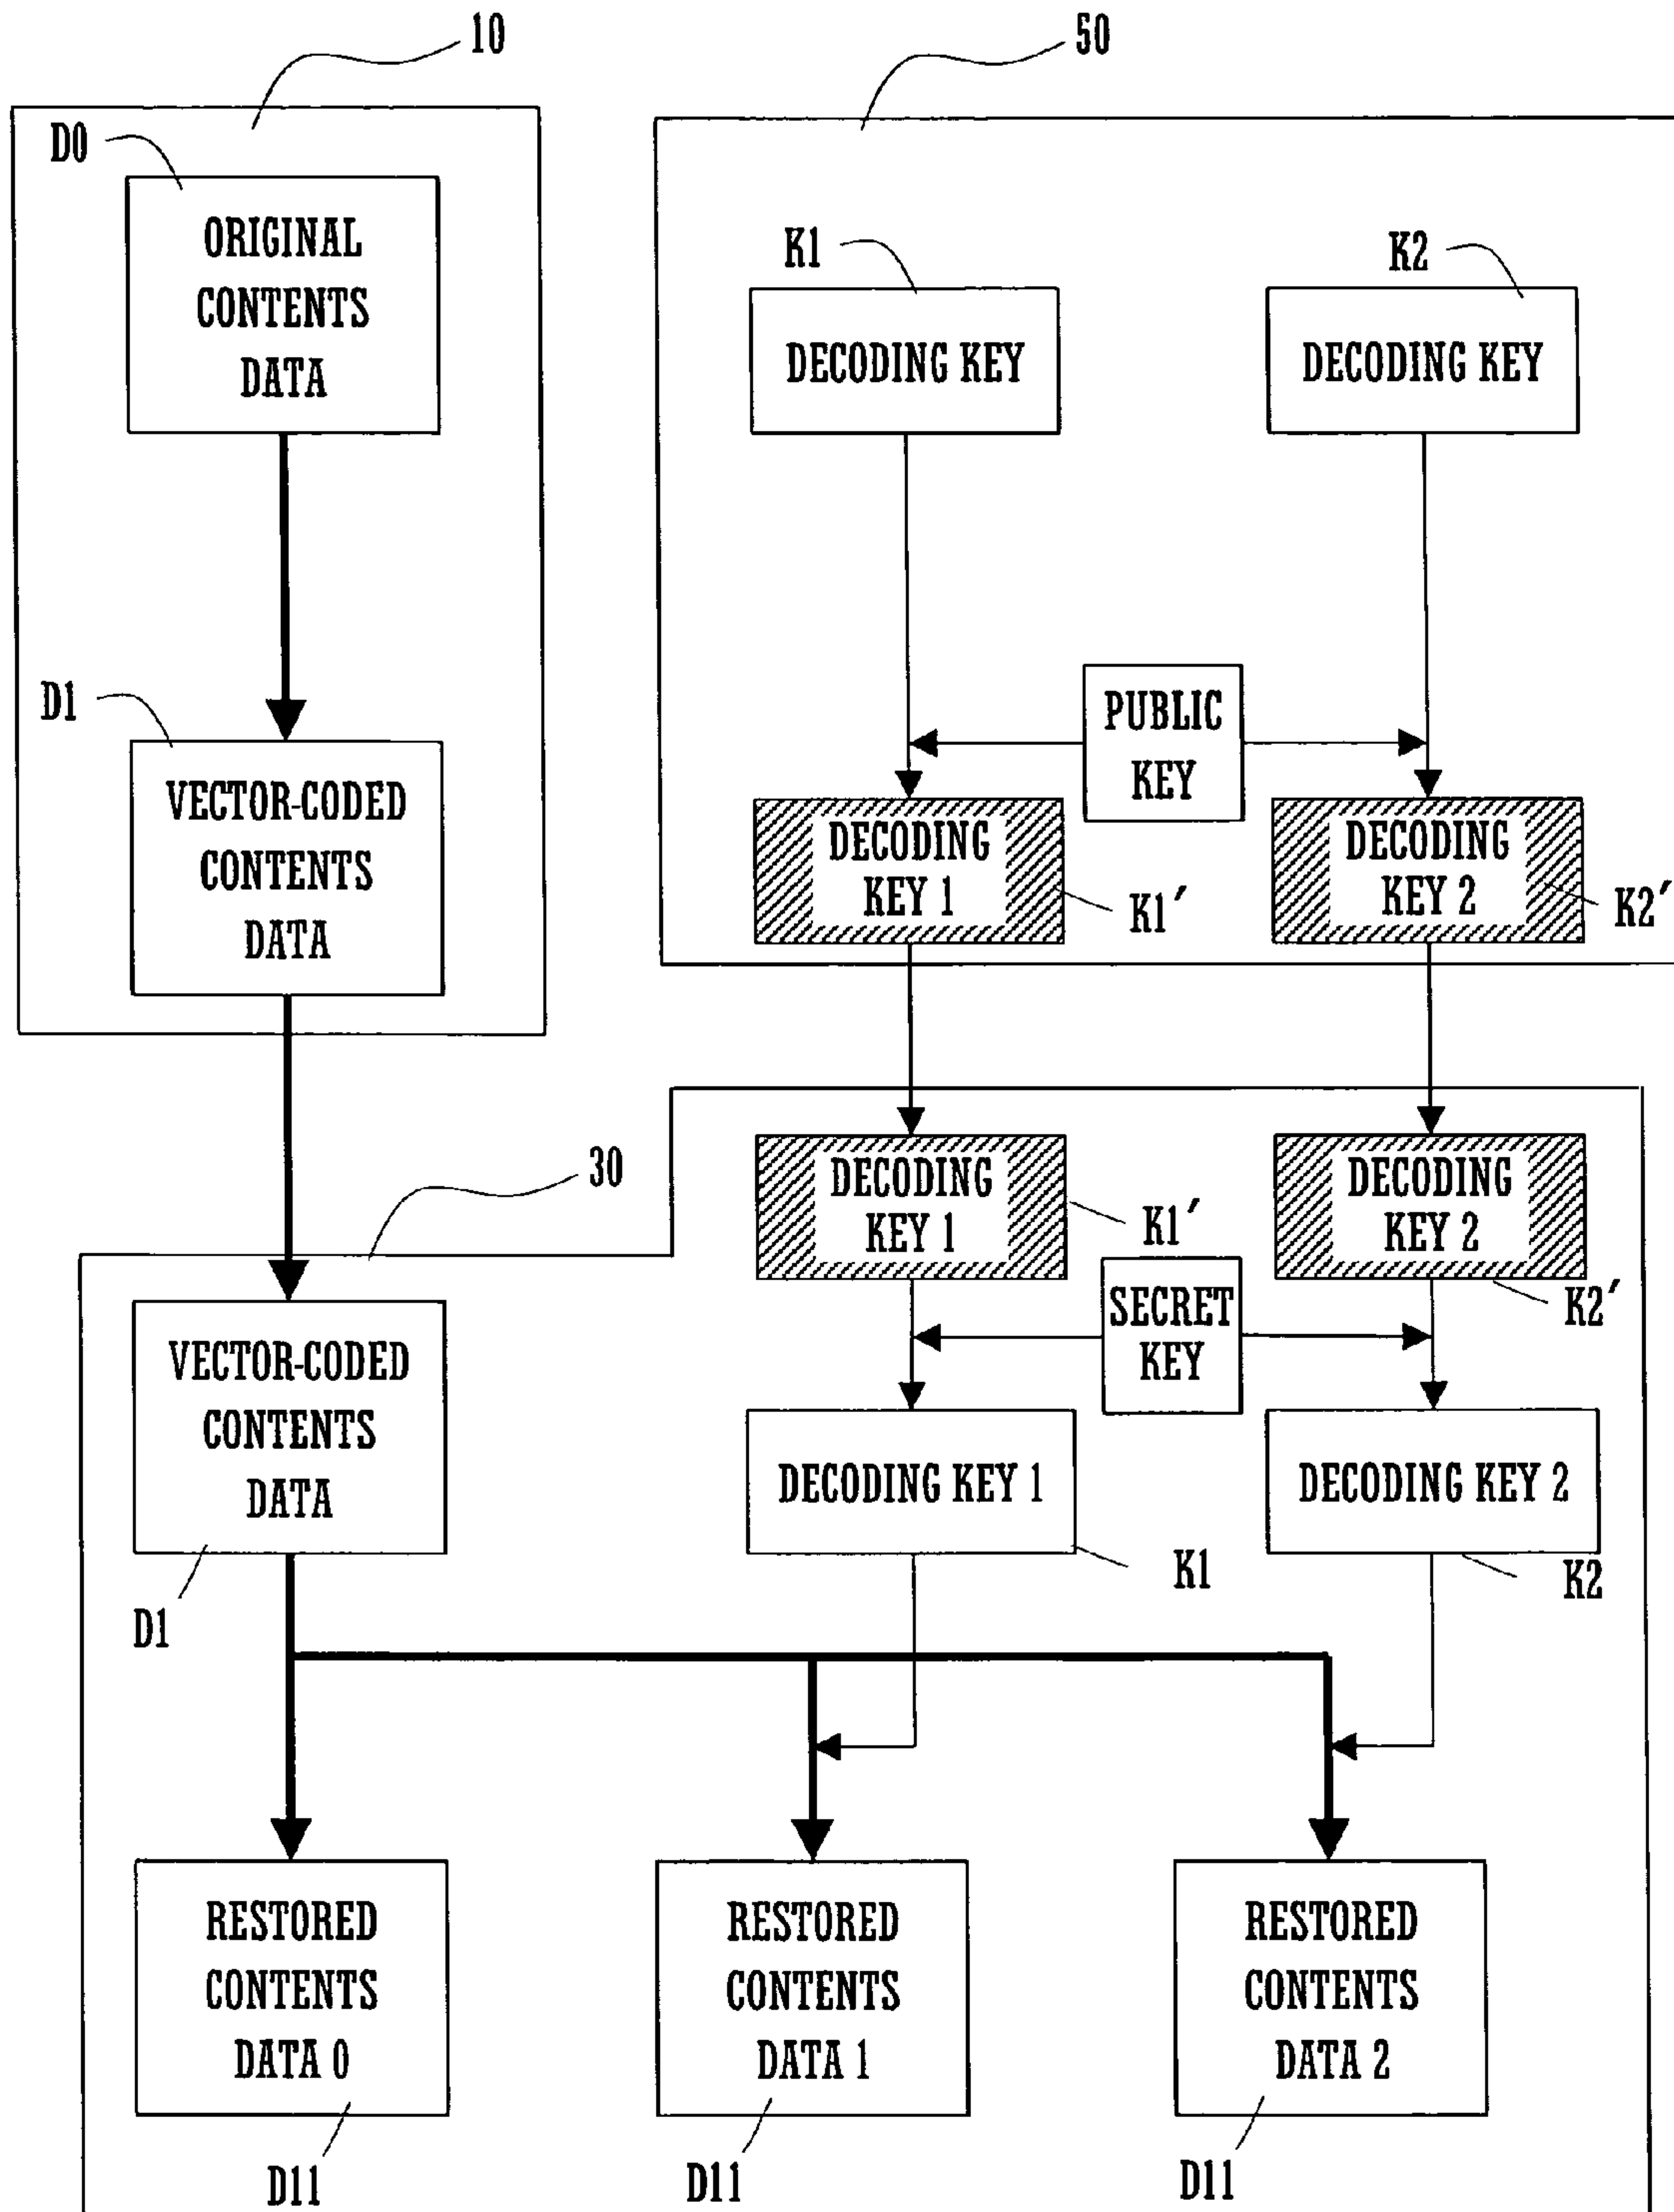 10
50
D0
ORIGINAL
CONTENTS
DATA
K1
K2
DECODING KEY
DECODING KEY
D1
VECTOR-CODED
CONTENTS
DATA
PUBLIC
KEY
DECODING
KEY 1
K1′
DECODING
KEY 2
K2′
30
DECODING
KEY 1
K1′
DECODING
KEY 2
K2′
SECRET
KEY
VECTOR-CODED
CONTENTS
DATA
D1
DECODING KEY 1
K1
DECODING KEY 2
K2
RESTORED
CONTENTS
DATA 0
D11
RESTORED
CONTENTS
DATA 1
D11
RESTORED
CONTENTS
DATA 2
D11